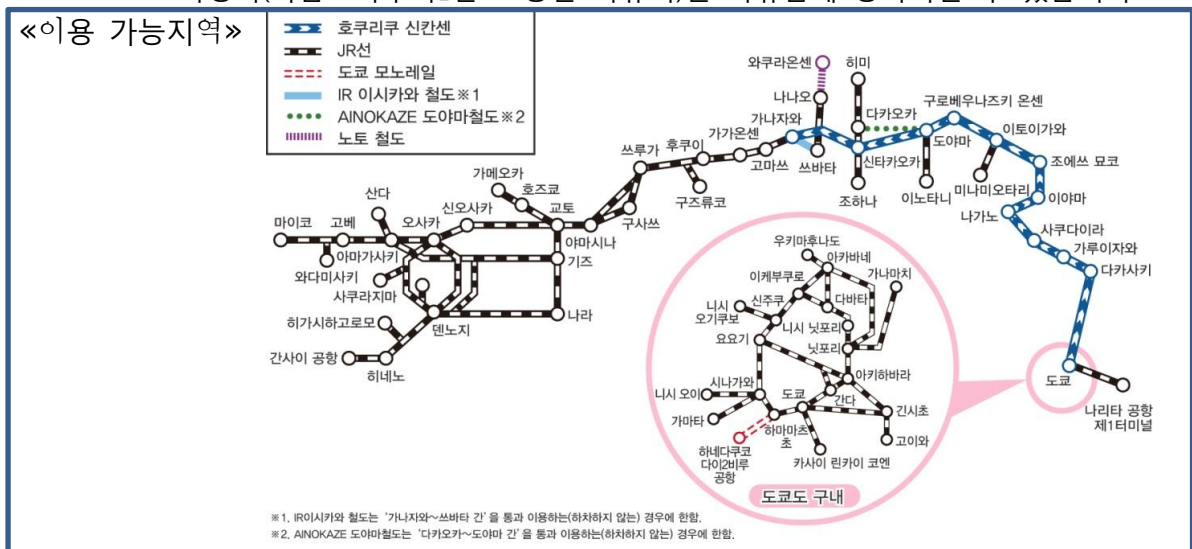 «이용 가능지역»
호쿠리쿠 신칸센
JR선
도쿄 모노레일
IR 이시카와 철도※1
AINOKAZE 도야마철도※2
노토 철도
와쿠라온센
히미
나나오
다카오카
구로베우나즈키 온센
가나자와
도야마
이토이가와
가가온센
후쿠이
쓰루가
고마쓰
쓰바타
신타카오카
조에쓰 묘코
조하나
이노타니
미나미오타리
이야마
나가노
구즈류코
가메오카
호즈쿄
교토
구사쓰
산다
신오사카
마이코
고베
오사카
야마시나
사쿠다이라
가루이자와
와다미사키
아마가사키
기즈
다카사키
사쿠라지마
히가시하고로모
덴노지
나라
간사이 공항
히네노
우키마후나도
아카바네
이케부쿠로
가나마치
신주쿠
다바타
니시
오기쿠보
니시 닛포리
요요기
닛포리
아키하바라
도쿄
시나가와
도쿄
니시 오이
간다
긴시초
나리타 공항
제1터미널
가마타
하마마츠
초
고이와
하네다쿠코
다이2비루
공항
카사이 린카이 코엔
도쿄도 구내
※1. IR이시카와 철도는 '가나자와~쓰바타 간'을 통과 이용하는(하차하지 않는) 경우에 한함.
※2. AINOKAZE 도야마철도는 '다카오카~도야마 간'을 통과 이용하는(하차하지 않는) 경우에 한함.